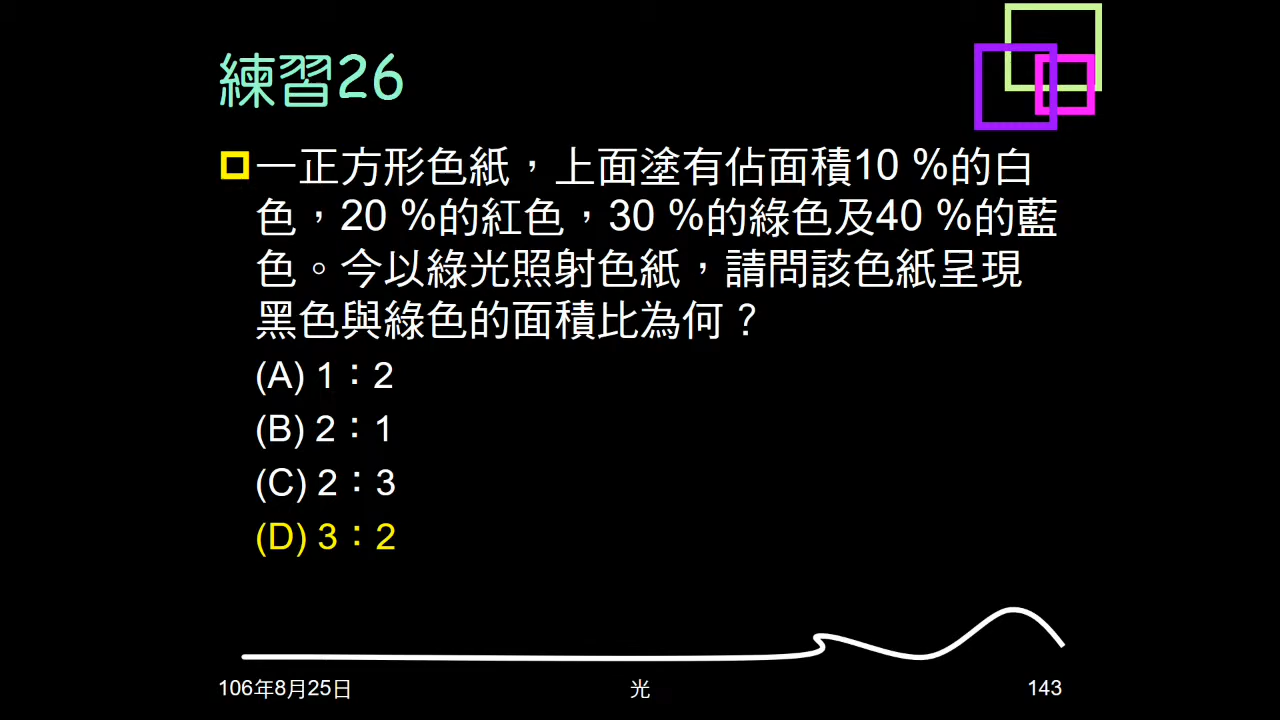 練習26
一正方形色紙，上面塗有佔面積10 %的白
色，20 %的紅色，30 %的綠色及40 %的藍
色。今以綠光照射色紙，請問該色紙呈現
黑色與綠色的面積比為何？
(A) 1：2
(B) 2：1
(C) 2：3
(D) 3：2
106年8月25日
光
143